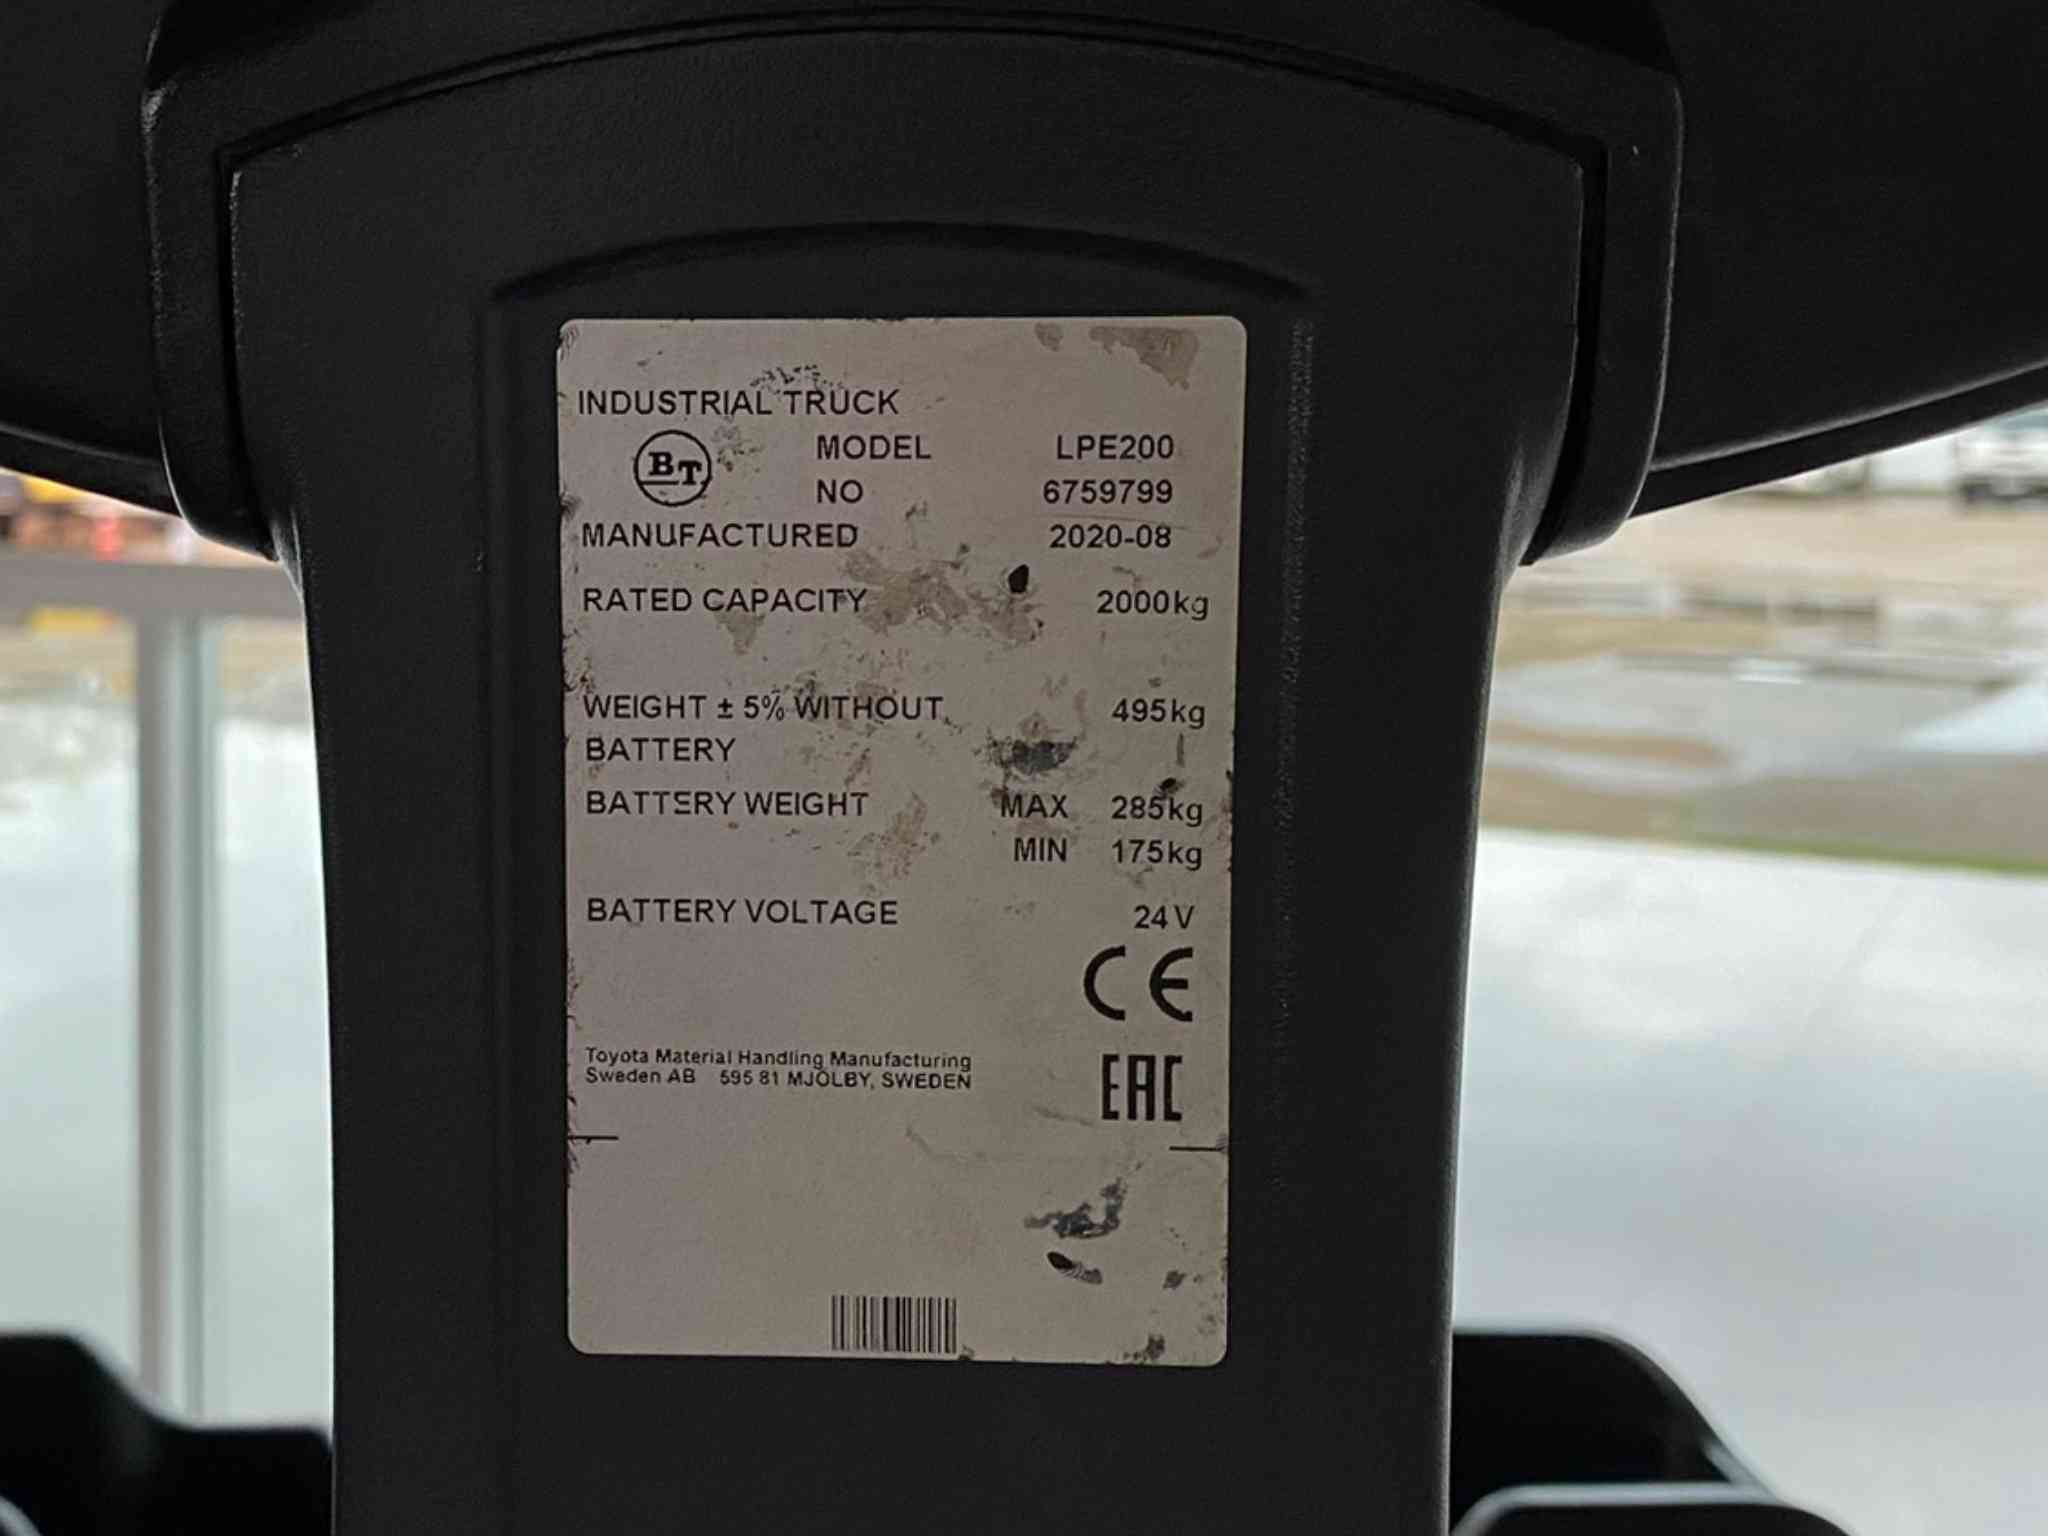 INDUSTRIAL TRUCK
BT MODEL LPE200
NO 6759799
MANUFACTURED 2020-08
RATED CAPACITY 2000kg
WEIGHT ± 5% WITHOUT 495kg
BATTERY
BATTERY WEIGHT MAX 285kg
MIN 175kg
BATTERY VOLTAGE 24V
CE
Toyota Material Handling Manufacturing
Sweden AB 595 81 MJÖLBY, SWEDEN
EAC